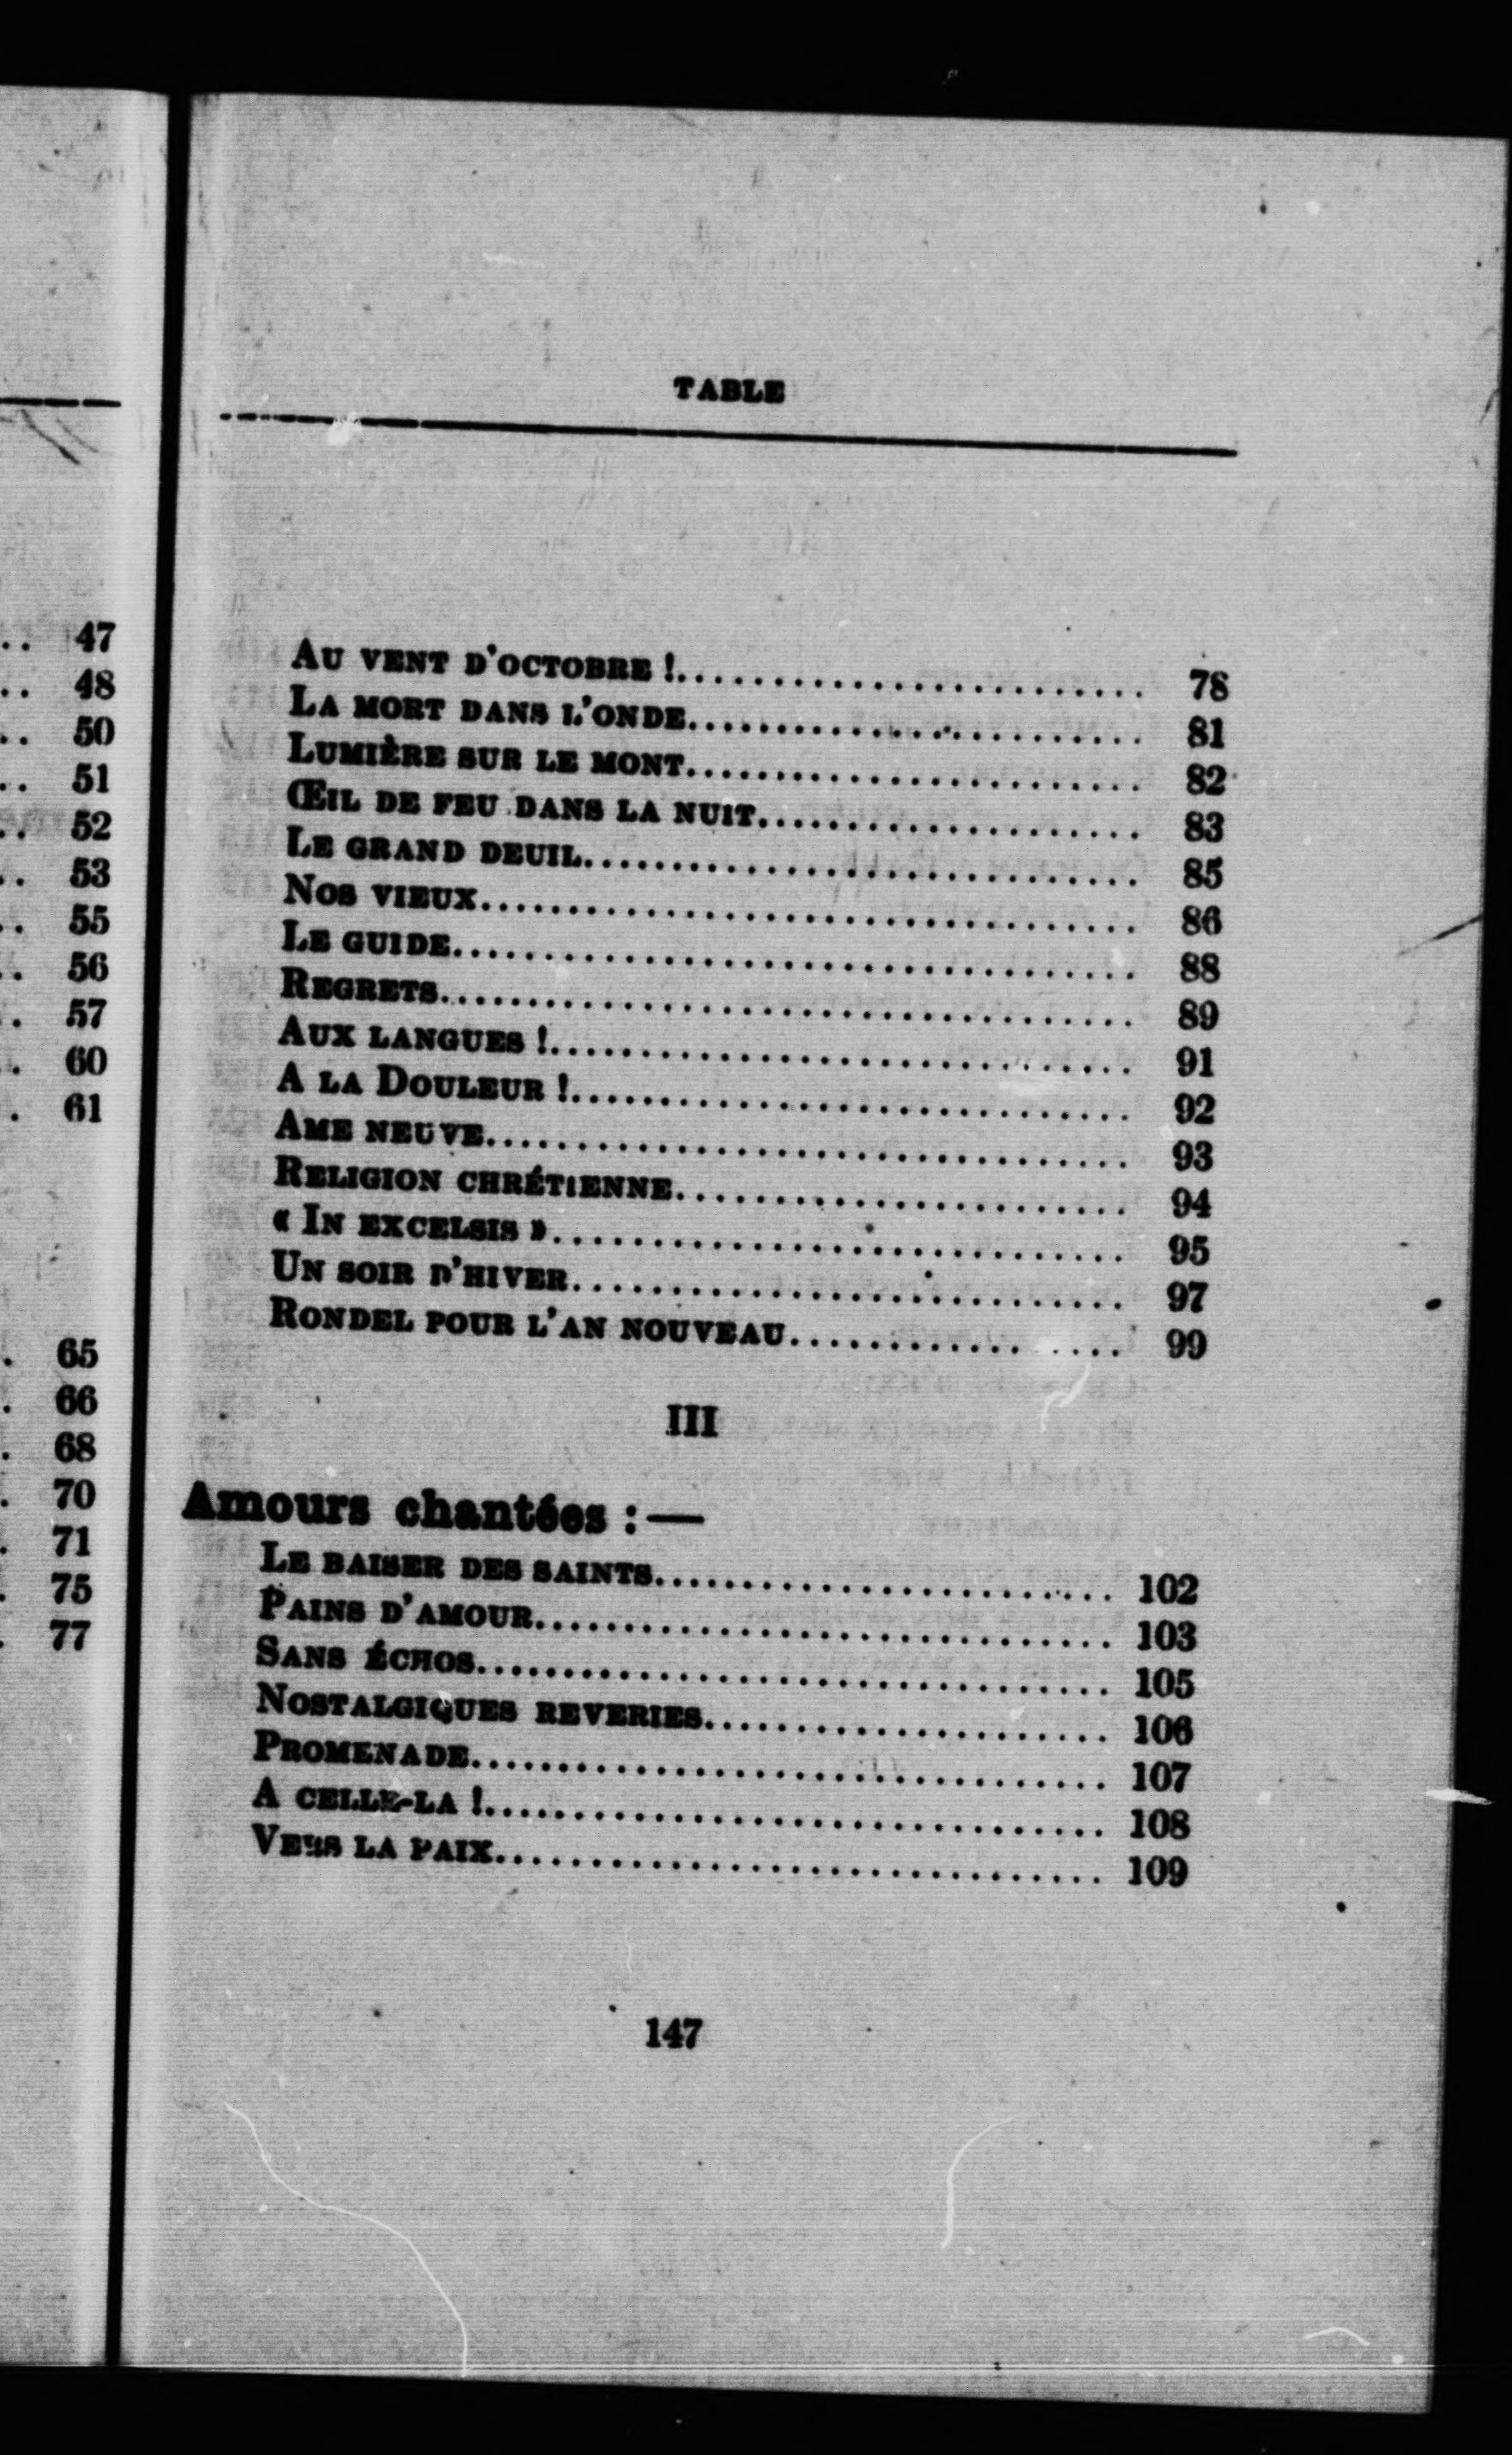 .. 47
.. 48
.. 50
.. 51
.. 52
.. 53
.. 55
.. 56
. 57
. 60
. 61
. 65
. 66
. 68
. 70
. 71
. 75
. 77
TABLE
AU VENT D'OCTOBRE !.......................... 78
LA MORT DANS L'ONDE.......................... 81
LUMIÈRE SUR LE MONT.......................... 82
ŒIL DE FEU DANS LA NUIT...................... 83
LE GRAND DEUIL................................ 85
NOS VIEUX..................................... 86
LE GUIDE...................................... 88
REGRETS....................................... 89
AUX LANGUES !................................. 91
A LA DOULEUR !................................ 92
AME NEUVE..................................... 93
RELIGION CHRÉTIENNE.......................... 94
« IN EXCELSIS »................................ 95
UN SOIR D'HIVER............................... 97
RONDEL POUR L'AN NOUVEAU............. .... 99
III
Amours chantées : —
LE BAISER DES SAINTS.......................... 102
PAINS D'AMOUR................................. 103
SANS ÉCHOS.................................... 105
NOSTALGIQUES REVERIES....................... 106
PROMENADE.................................... 107
A CELLE-LA !................................... 108
VERS LA PAIX.................................. 109
147